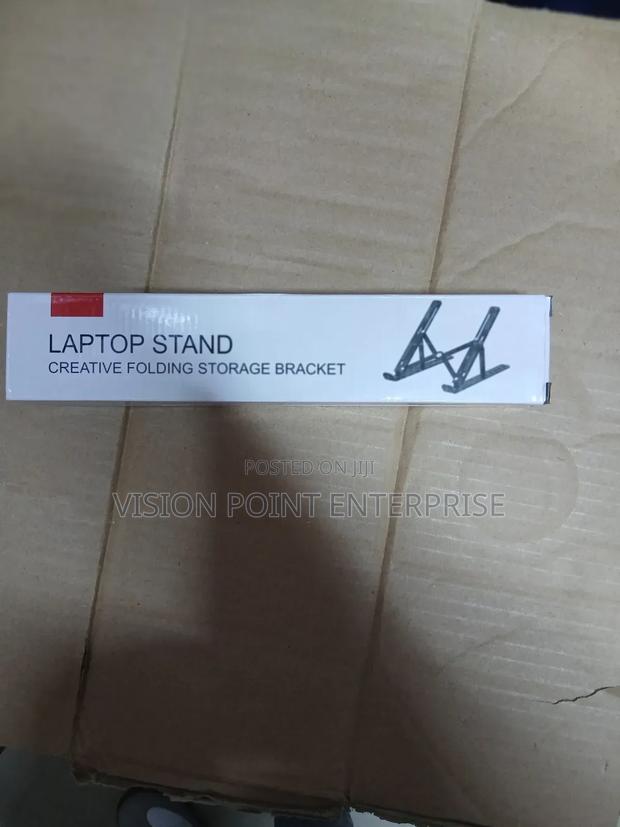 LAPTOP STAND
CREATIVE FOLDING STORAGE BRACKET
POSTED ON JIJI
VISION POINT ENTERPRISE